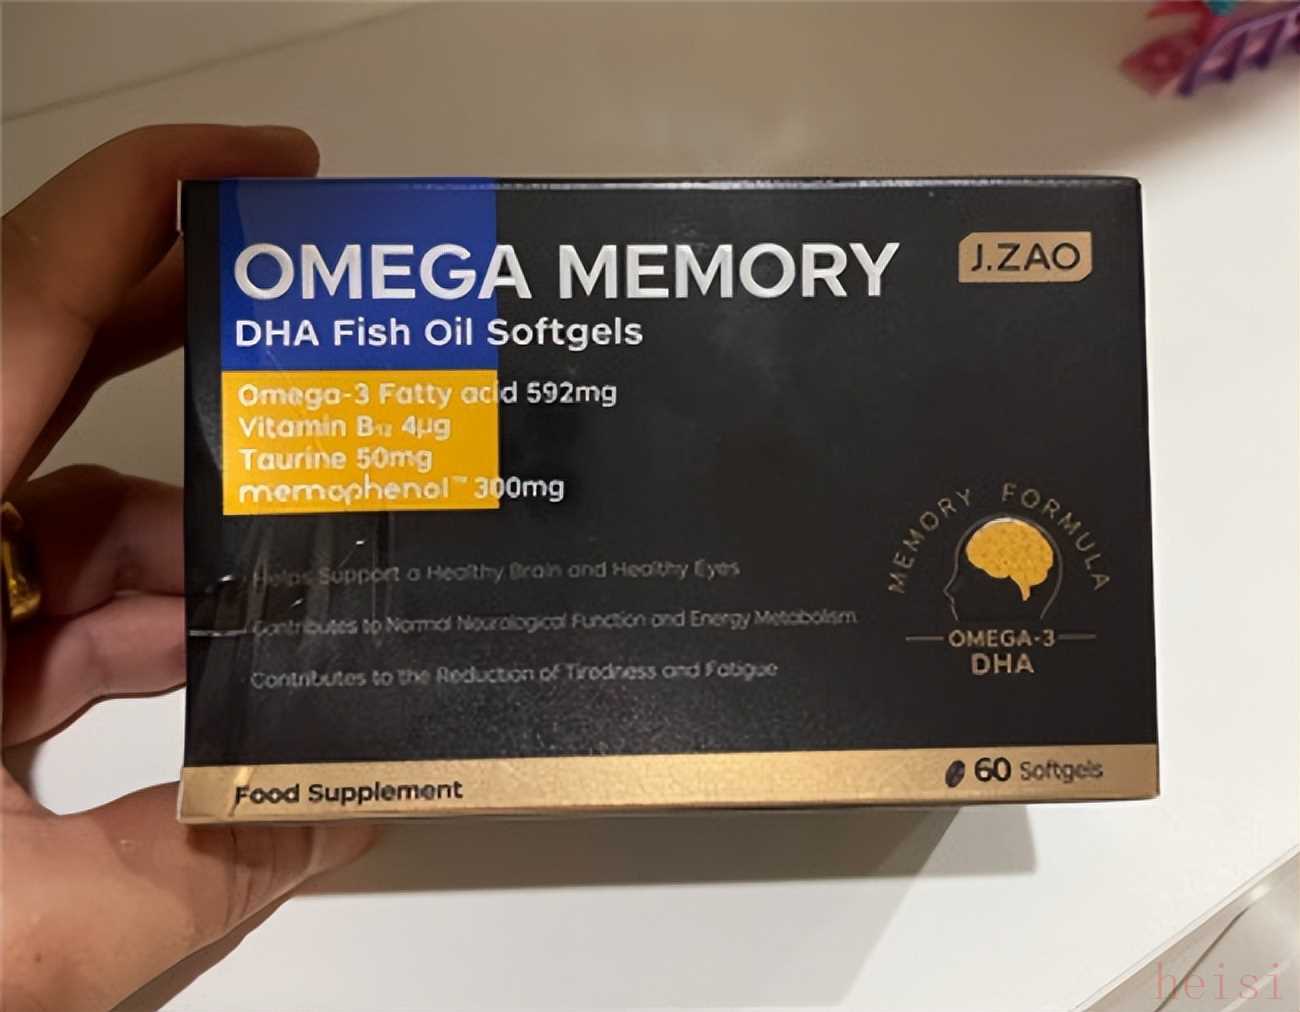 OMEGA MEMORY
J.ZAO
DHA Fish Oil Softgels
Omega-3 Fatty acid 592mg
Vitamin B₁₂ 4µg
Taurine 50mg
memophenol™ 300mg
Helps Support a Healthy Brain and Healthy Eyes
Contributes to Normal Neurological Function and Energy Metabolism
Contributes to the Reduction of Tiredness and Fatigue
MEMORY FORMULA
OMEGA-3
DHA
Food Supplement
60 Softgels
heisi